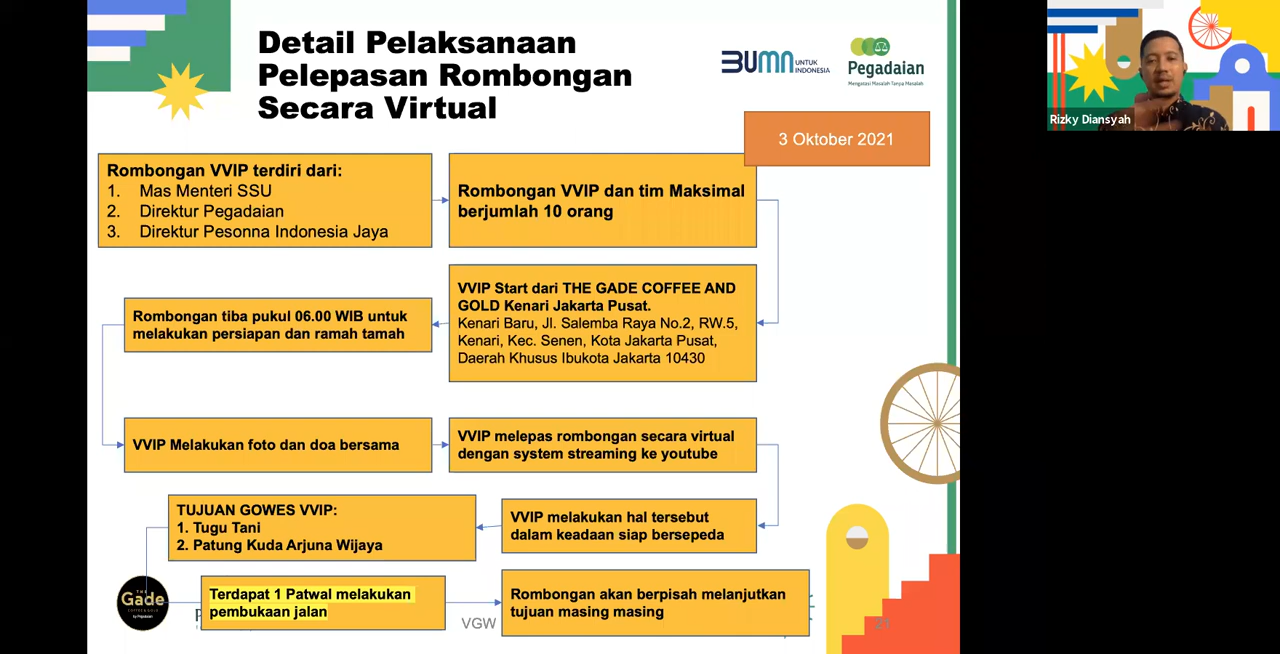 Detail Pelaksanaan
Pelepasan Rombongan
Secara Virtual
BUMN UNTUK INDONESIA
Pegadaian
Mengatasi Masalah Tanpa Masalah
Rizky Diansyah
3 Oktober 2021
Rombongan VVIP terdiri dari:
1. Mas Menteri SSU
2. Direktur Pegadaian
3. Direktur Pesonna Indonesia Jaya
Rombongan VVIP dan tim Maksimal
berjumlah 10 orang
VVIP Start dari THE GADE COFFEE AND
GOLD Kenari Jakarta Pusat.
Kenari Baru, Jl. Salemba Raya No.2, RW.5,
Kenari, Kec. Senen, Kota Jakarta Pusat,
Daerah Khusus Ibukota Jakarta 10430
Rombongan tiba pukul 06.00 WIB untuk
melakukan persiapan dan ramah tamah
VVIP Melakukan foto dan doa bersama
VVIP melepas rombongan secara virtual
dengan system streaming ke youtube
VVIP melakukan hal tersebut
dalam keadaan siap bersepeda
TUJUAN GOWES VVIP:
1. Tugu Tani
2. Patung Kuda Arjuna Wijaya
THE
Gade
COFFEE & GOLD
by Pegadaian
Terdapat 1 Patwal melakukan
pembukaan jalan
Rombongan akan berpisah melanjutkan
tujuan masing masing
VGW
21